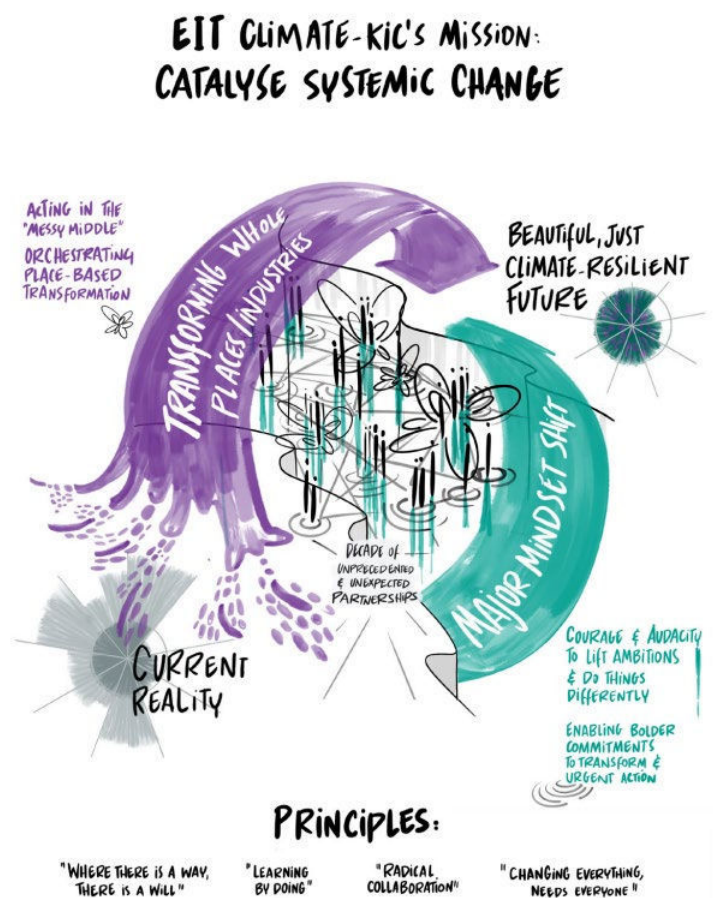 EIT CLIMATE-KIC'S MISSION:
CATALYSE SYSTEMIC CHANGE
ACTING IN THE
"MESSY MIDDLE"
ORCHESTRATING
PLACE-BASED
TRANSFORMATION
TRANSFORMING WHOLE
PLACES/INDUSTRIES
BEAUTIFUL, JUST
CLIMATE-RESILIENT
FUTURE
MAJOR MINDSET SHIFT
DECADE OF
UNPRECEDENTED
& UNEXPECTED
PARTNERSHIPS
CURRENT
REALITY
COURAGE & AUDACITY
TO LIFT AMBITIONS
& DO THINGS
DIFFERENTLY
ENABLING BOLDER
COMMITMENTS
TO TRANSFORM &
URGENT ACTION
PRINCIPLES:
"WHERE THERE IS A WAY,
THERE IS A WILL"
"LEARNING
BY DOING"
"RADICAL
COLLABORATION"
"CHANGING EVERYTHING,
NEEDS EVERYONE"